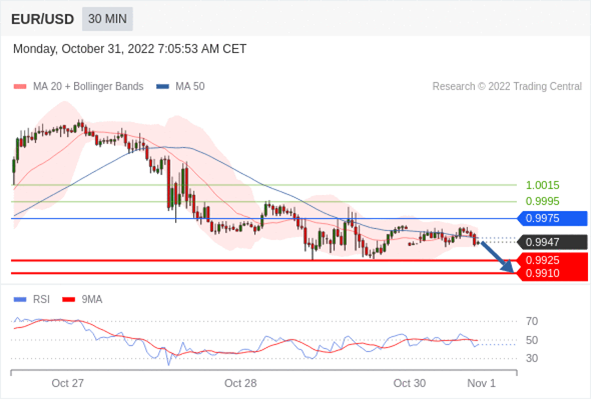 EUR/USD 30 MIN
Monday, October 31, 2022 7:05:53 AM CET
MA 20 + Bollinger Bands MA 50 Research © 2022 Trading Central
1.0015
0.9995
0.9975
0.9947
0.9925
0.9910
RSI 9MA
70
50
30
Oct 27 Oct 28 Oct 30 Nov 1